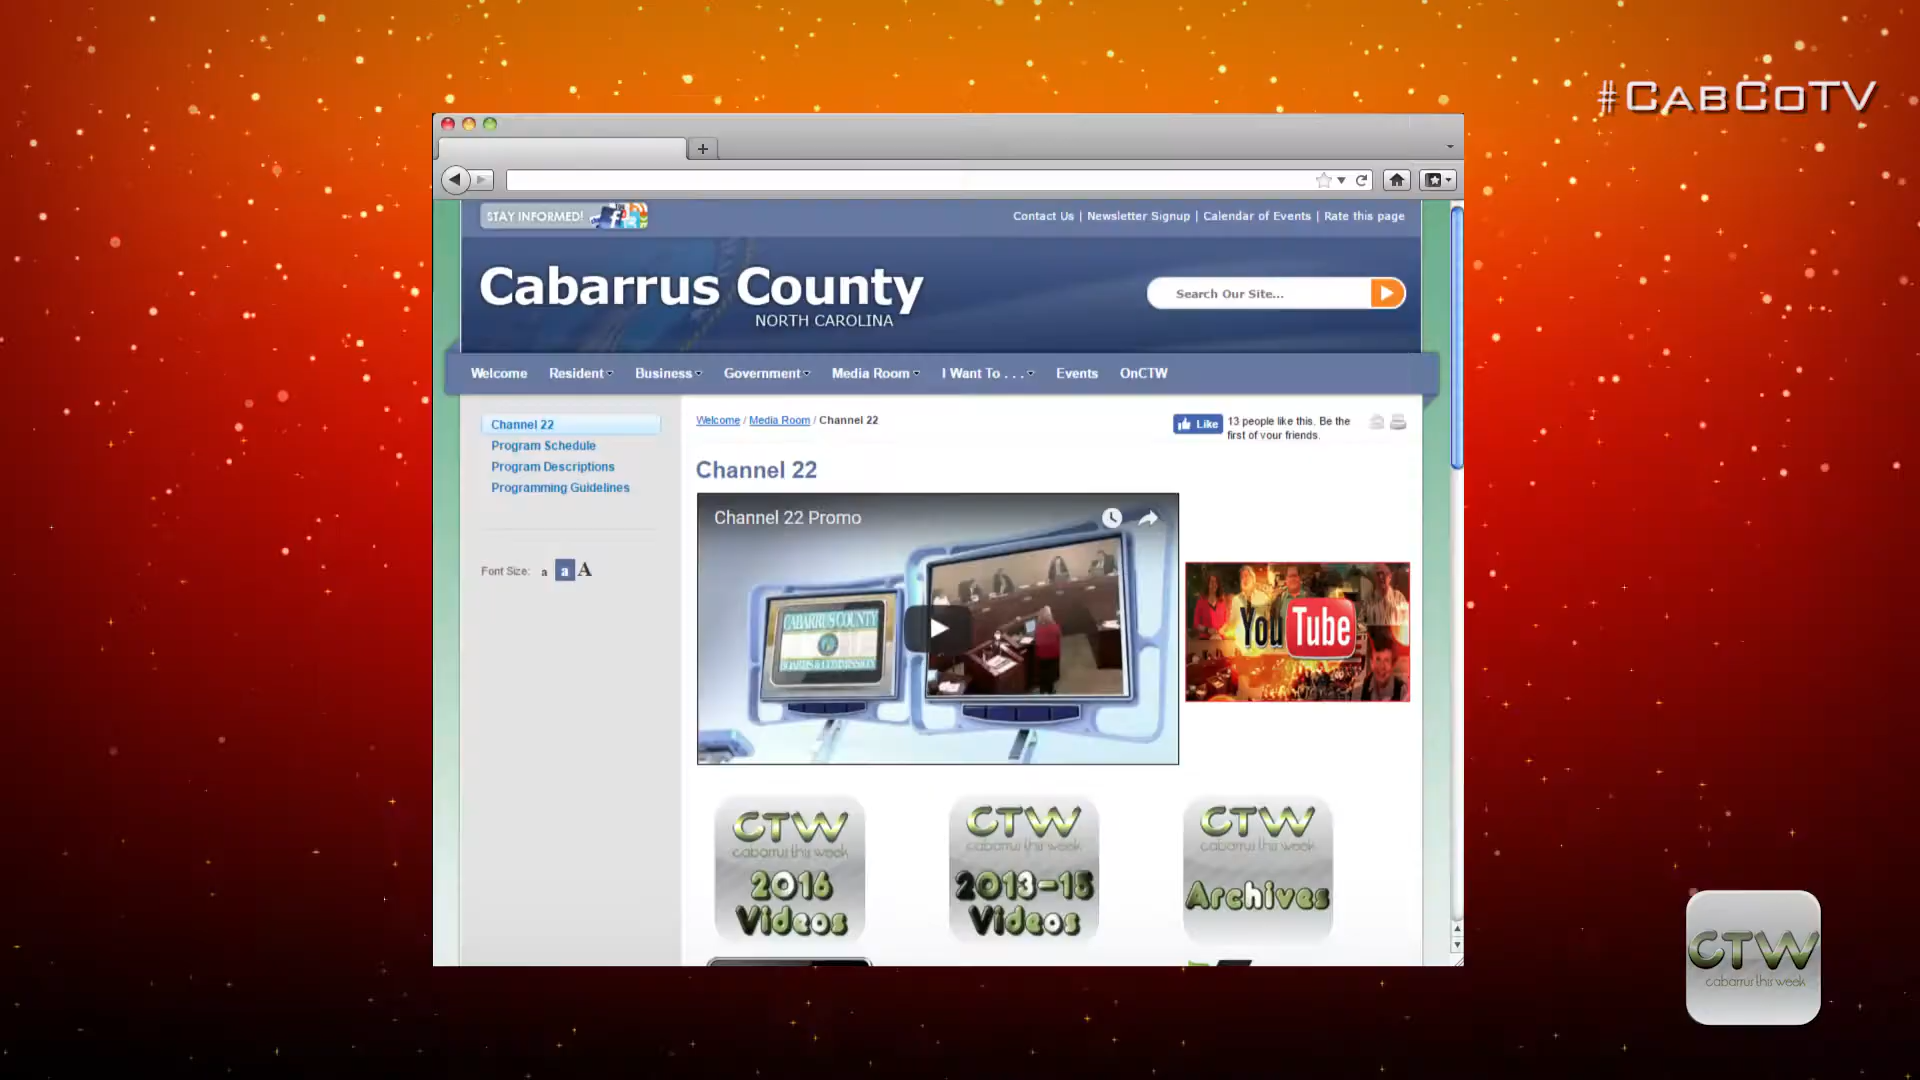 #CabCoTV
STAY INFORMED!
Contact Us | Newsletter Signup | Calendar of Events | Rate this page
Cabarrus County
NORTH CAROLINA
Search Our Site...
Welcome Resident Business Government Media Room I Want To . . . Events OnCTW
Channel 22
Program Schedule
Program Descriptions
Programming Guidelines
Font Size: a a A
Welcome / Media Room / Channel 22
Like
13 people like this. Be the
first of your friends.
Channel 22
Channel 22 Promo
CABARRUS COUNTY
BOARDS & COMMISSION
YouTube
CTW
cabarrus this week
2016
Videos
CTW
cabarrus this week
2013-15
Videos
CTW
cabarrus this week
Archives
CTW
cabarrus this week